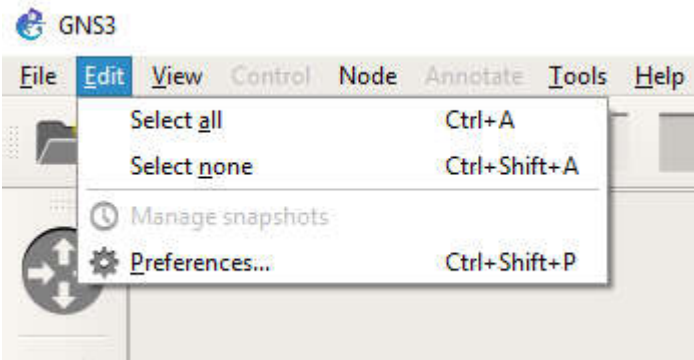 GNS3
File Edit View Control Node Annotate Tools Help
Select all Ctrl+A
Select none Ctrl+Shift+A
Manage snapshots
Preferences... Ctrl+Shift+P